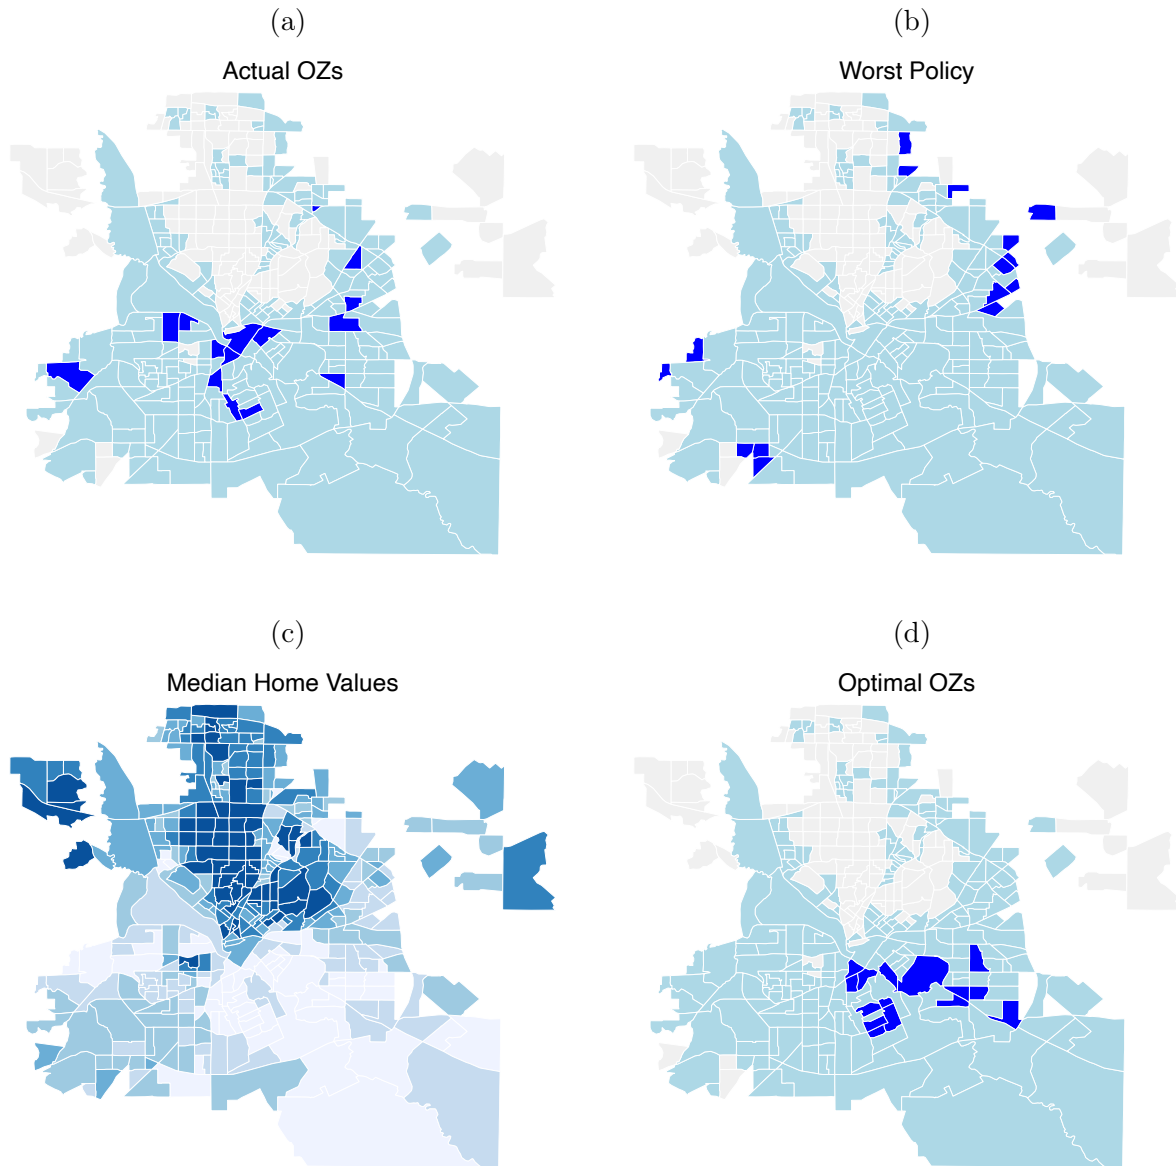 (a)
Actual OZs
(b)
Worst Policy
(c)
Median Home Values
(d)
Optimal OZs